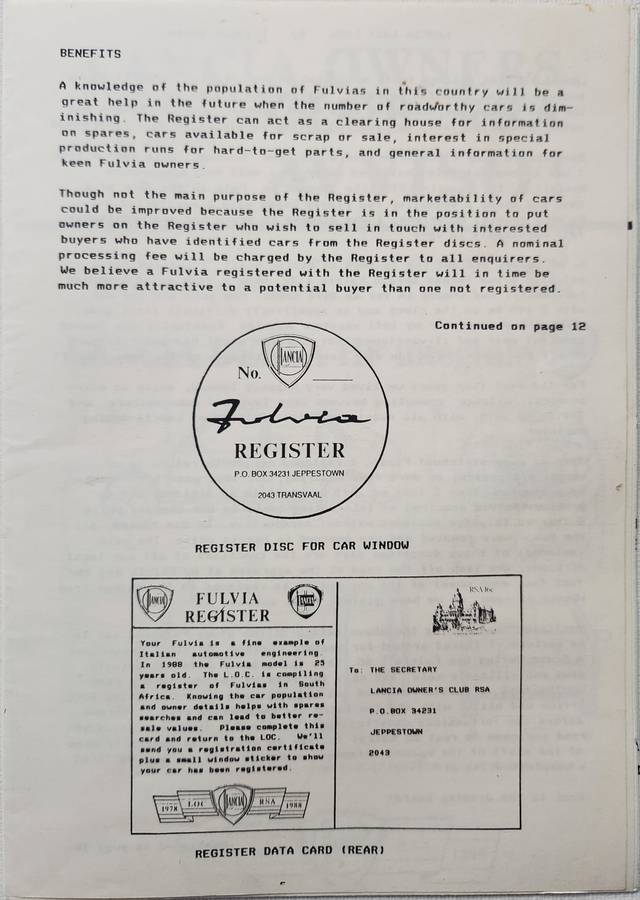 BENEFITS
A knowledge of the population of Fulvias in this country will be a
great help in the future when the number of roadworthy cars is dim-
inishing. The Register can act as a clearing house for information
on spares, cars available for scrap or sale, interest in special
production runs for hard-to-get parts, and general information for
keen Fulvia owners.
Though not the main purpose of the Register, marketability of cars
could be improved because the Register is in the position to put
owners on the Register who wish to sell in touch with interested
buyers who have identified cars from the Register discs. A nominal
processing fee will be charged by the Register to all enquirers.
We believe a Fulvia registered with the Register will in time be
much more attractive to a potential buyer than one not registered.
Continued on page 12
LANCIA
No. ____
Fulvia
REGISTER
P.O. BOX 34231 JEPPESTOWN
2043 TRANSVAAL
REGISTER DISC FOR CAR WINDOW
LANCIA
FULVIA
REGISTER
LANCIA
Your Fulvia is a fine example of
Italian automotive engineering.
In 1988 the Fulvia model is 25
years old. The L.O.C. is compiling
a register of Fulvias in South
Africa. Knowing the car population
and owner details helps with spares
searches and can lead to better re-
sale values. Please complete this
card and return to the LOC. We'll
send you a registration certificate
plus a small window sticker to show
your car has been registered.
1978 LOC LANCIA RSA 1988
RSA 16c
To: THE SECRETARY
LANCIA OWNER'S CLUB RSA
P.O.BOX 34231
JEPPESTOWN
2043
REGISTER DATA CARD (REAR)